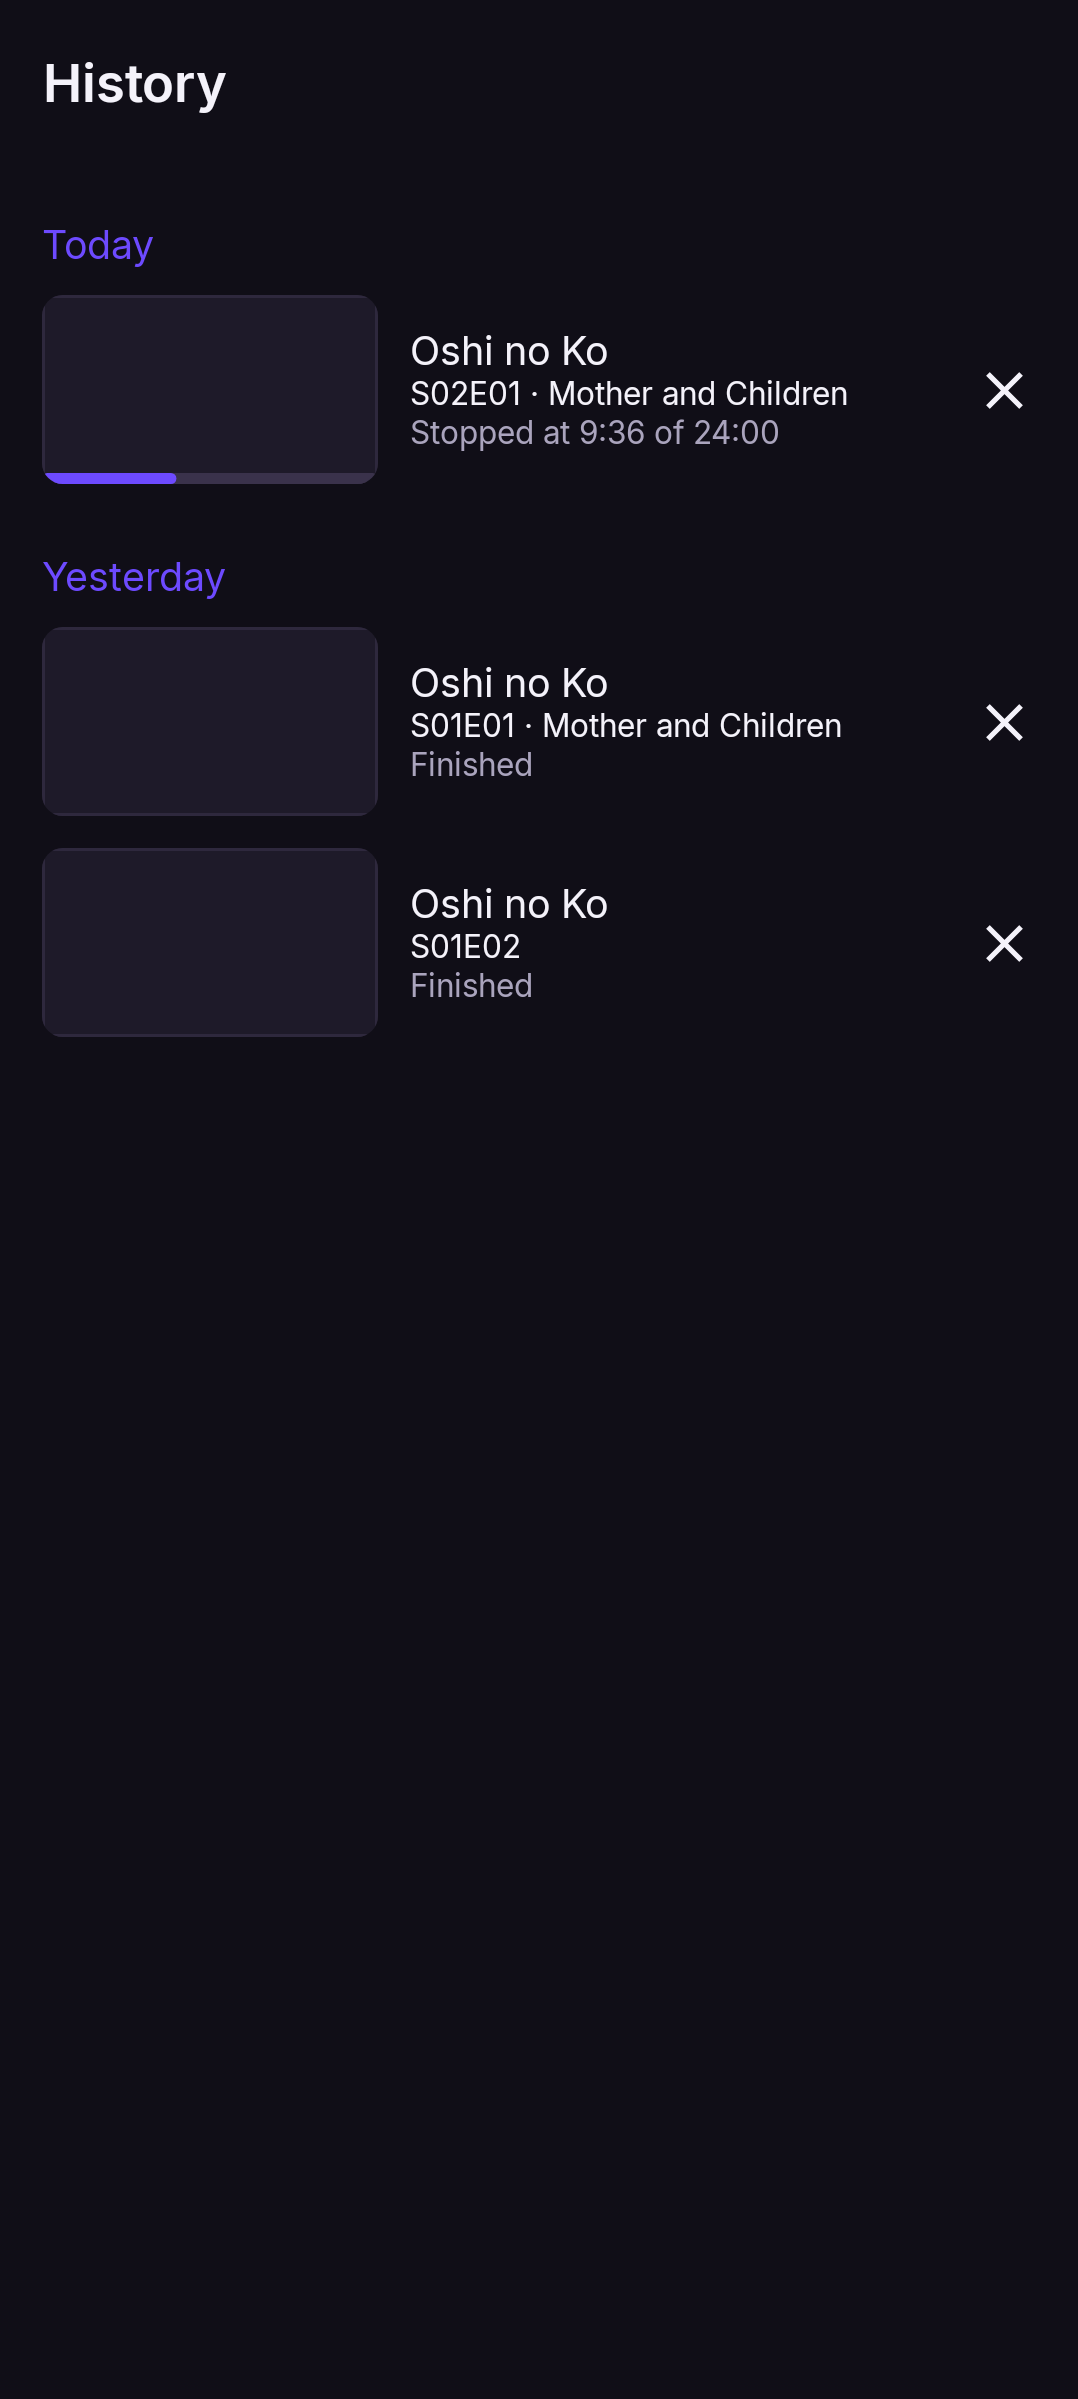 History
Today
Oshi no Ko
S02E01 · Mother and Children
Stopped at 9:36 of 24:00
Yesterday
Oshi no Ko
S01E01 · Mother and Children
Finished
Oshi no Ko
S01E02
Finished